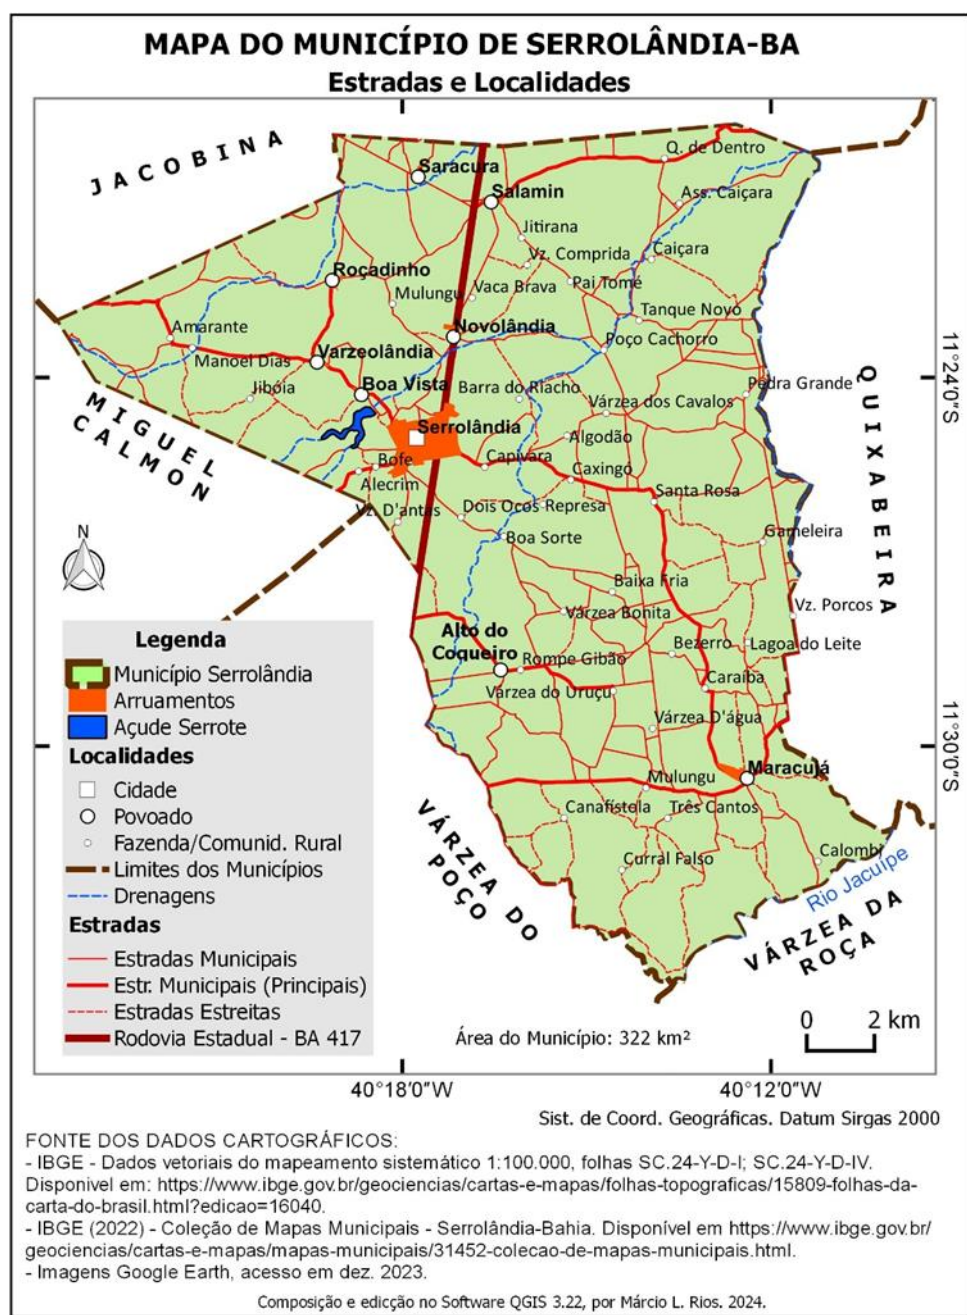 MAPA DO MUNICÍPIO DE SERROLÂNDIA-BA
Estradas e Localidades
JACOBINA
Saracura
Q. de Dentro
Salamin
Ass. Caiçara
Jitirana
Vz. Comprida
Caiçara
Roçadinho
Mulungu
Vaca Brava
Pai Tomé
Tanque Novo
Amarante
Novolândia
Poço Cachorro
Manoel Dias
Varzeolândia
Jibóia
Boa Vista
Barra do Riacho
Pedra Grande
Várzea dos Cavalos
MIGUEL
CALMON
Serrolândia
Algodão
Bofe
Capivara
Caxingó
Alecrim
Santa Rosa
Vz. D'antas
Dois Ocos
Represa
Boa Sorte
Gameleira
QUIXABEIRA
11°24'0"S
N
Baixa Fria
Várzea Bonita
Vz. Porcos
Alto do
Coqueiro
Bezerro
Lagoa do Leite
Rompe Gibão
Caraíba
Várzea do Uruçu
Várzea D'água
11°30'0"S
Maracujá
Mulungu
Canafístola
Três Cantos
Curral Falso
Calombi
Rio Jacuípe
VÁRZEA DO
POÇO
VÁRZEA DA
ROÇA
Legenda
Município Serrolândia
Arruamentos
Açude Serrote
Localidades
Cidade
Povoado
Fazenda/Comunid. Rural
Limites dos Municípios
Drenagens
Estradas
Estradas Municipais
Estr. Municipais (Principais)
Estradas Estreitas
Rodovia Estadual - BA 417
Área do Município: 322 km²
0 2 km
40°18'0"W 40°12'0"W
Sist. de Coord. Geográficas. Datum Sirgas 2000
FONTE DOS DADOS CARTOGRÁFICOS:
- IBGE - Dados vetoriais do mapeamento sistemático 1:100.000, folhas SC.24-Y-D-I; SC.24-Y-D-IV.
Disponivel em: https://www.ibge.gov.br/geociencias/cartas-e-mapas/folhas-topograficas/15809-folhas-da-
carta-do-brasil.html?edicao=16040.
- IBGE (2022) - Coleção de Mapas Municipais - Serrolândia-Bahia. Disponível em https://www.ibge.gov.br/
geociencias/cartas-e-mapas/mapas-municipais/31452-colecao-de-mapas-municipais.html.
- Imagens Google Earth, acesso em dez. 2023.
Composição e edicção no Software QGIS 3.22, por Márcio L. Rios. 2024.